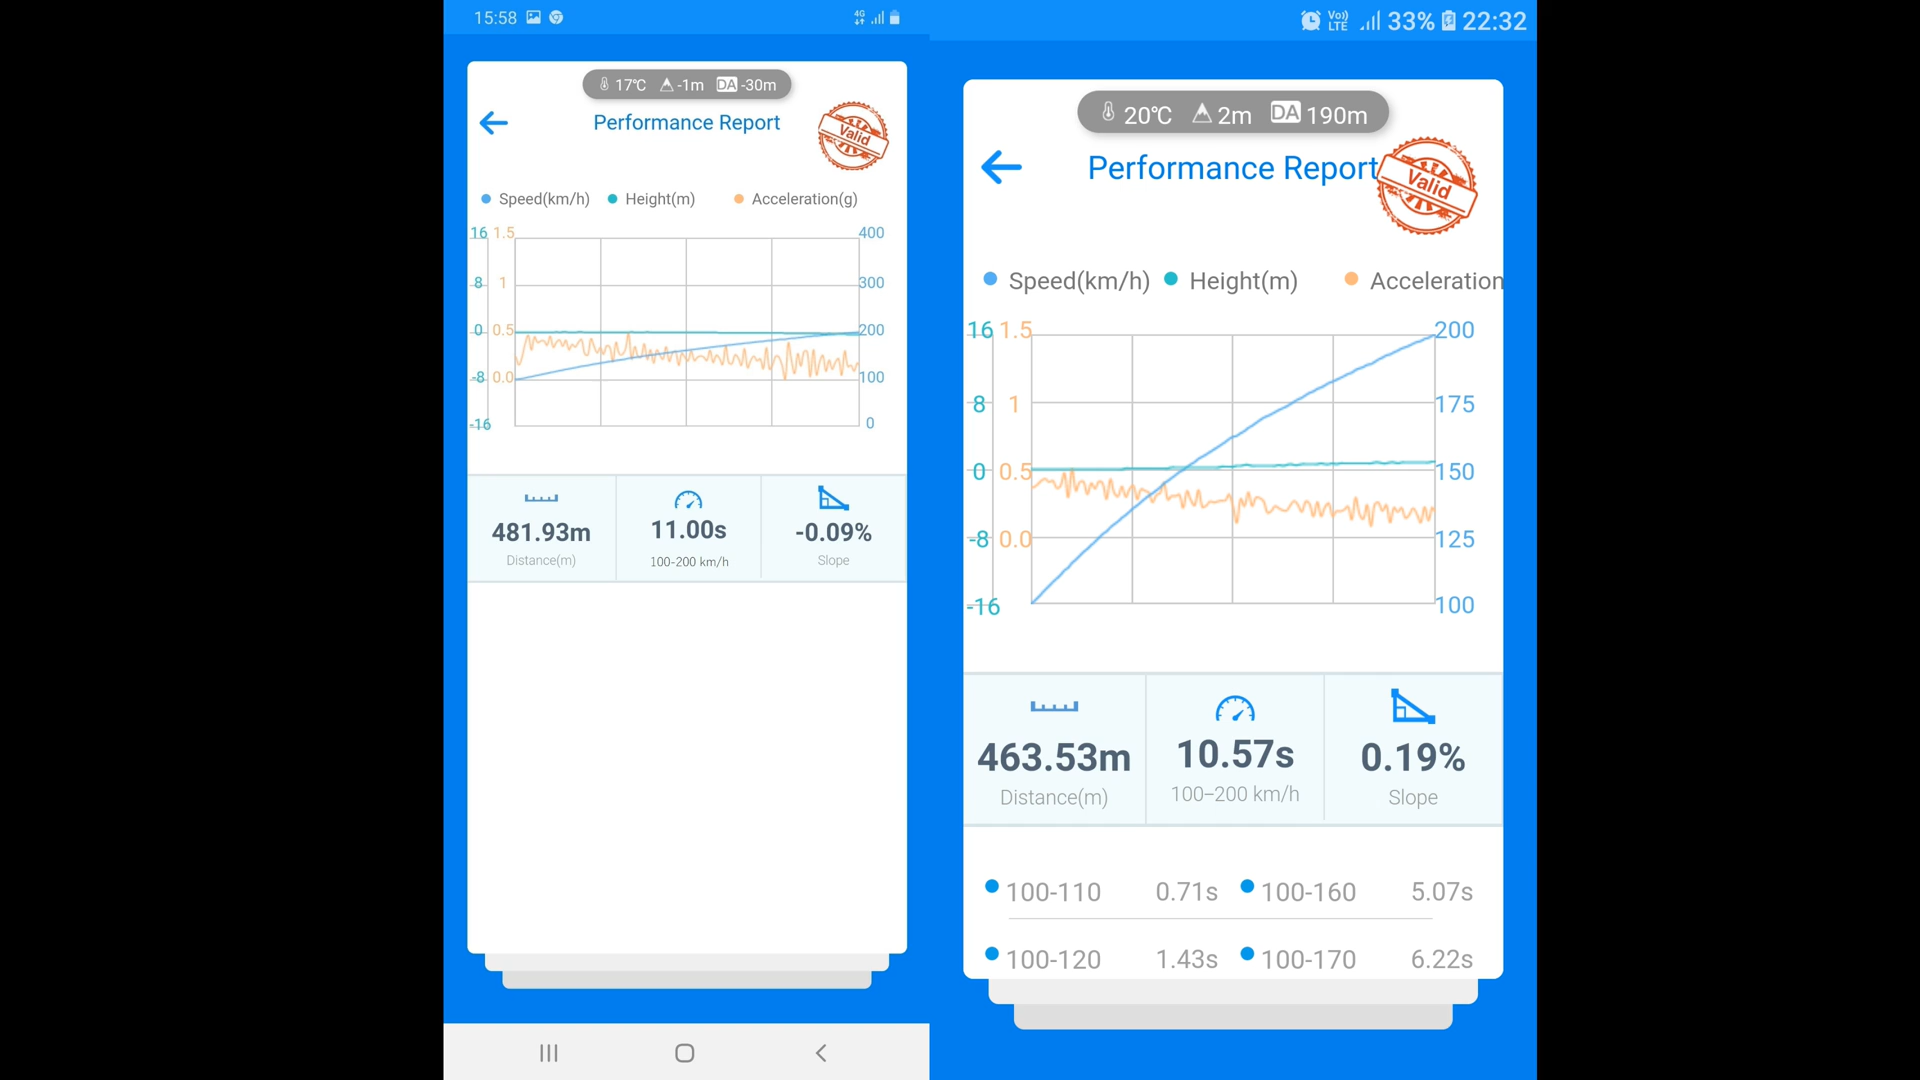 15:58
4G
17℃ -1m DA -30m
Performance Report
Valid
Speed(km/h) Height(m) Acceleration(g)
16 1.5 400
8 1 300
0 0.5 200
-8 0.0 100
-16 0
481.93m 11.00s -0.09%
Distance(m) 100-200 km/h Slope
Vo))
LTE 33% 22:32
20℃ 2m DA 190m
Performance Report
Valid
Speed(km/h) Height(m) Acceleration
16 1.5 200
8 1 175
0 0.5 150
-8 0.0 125
-16 100
463.53m 10.57s 0.19%
Distance(m) 100-200 km/h Slope
100-110 0.71s 100-160 5.07s
100-120 1.43s 100-170 6.22s